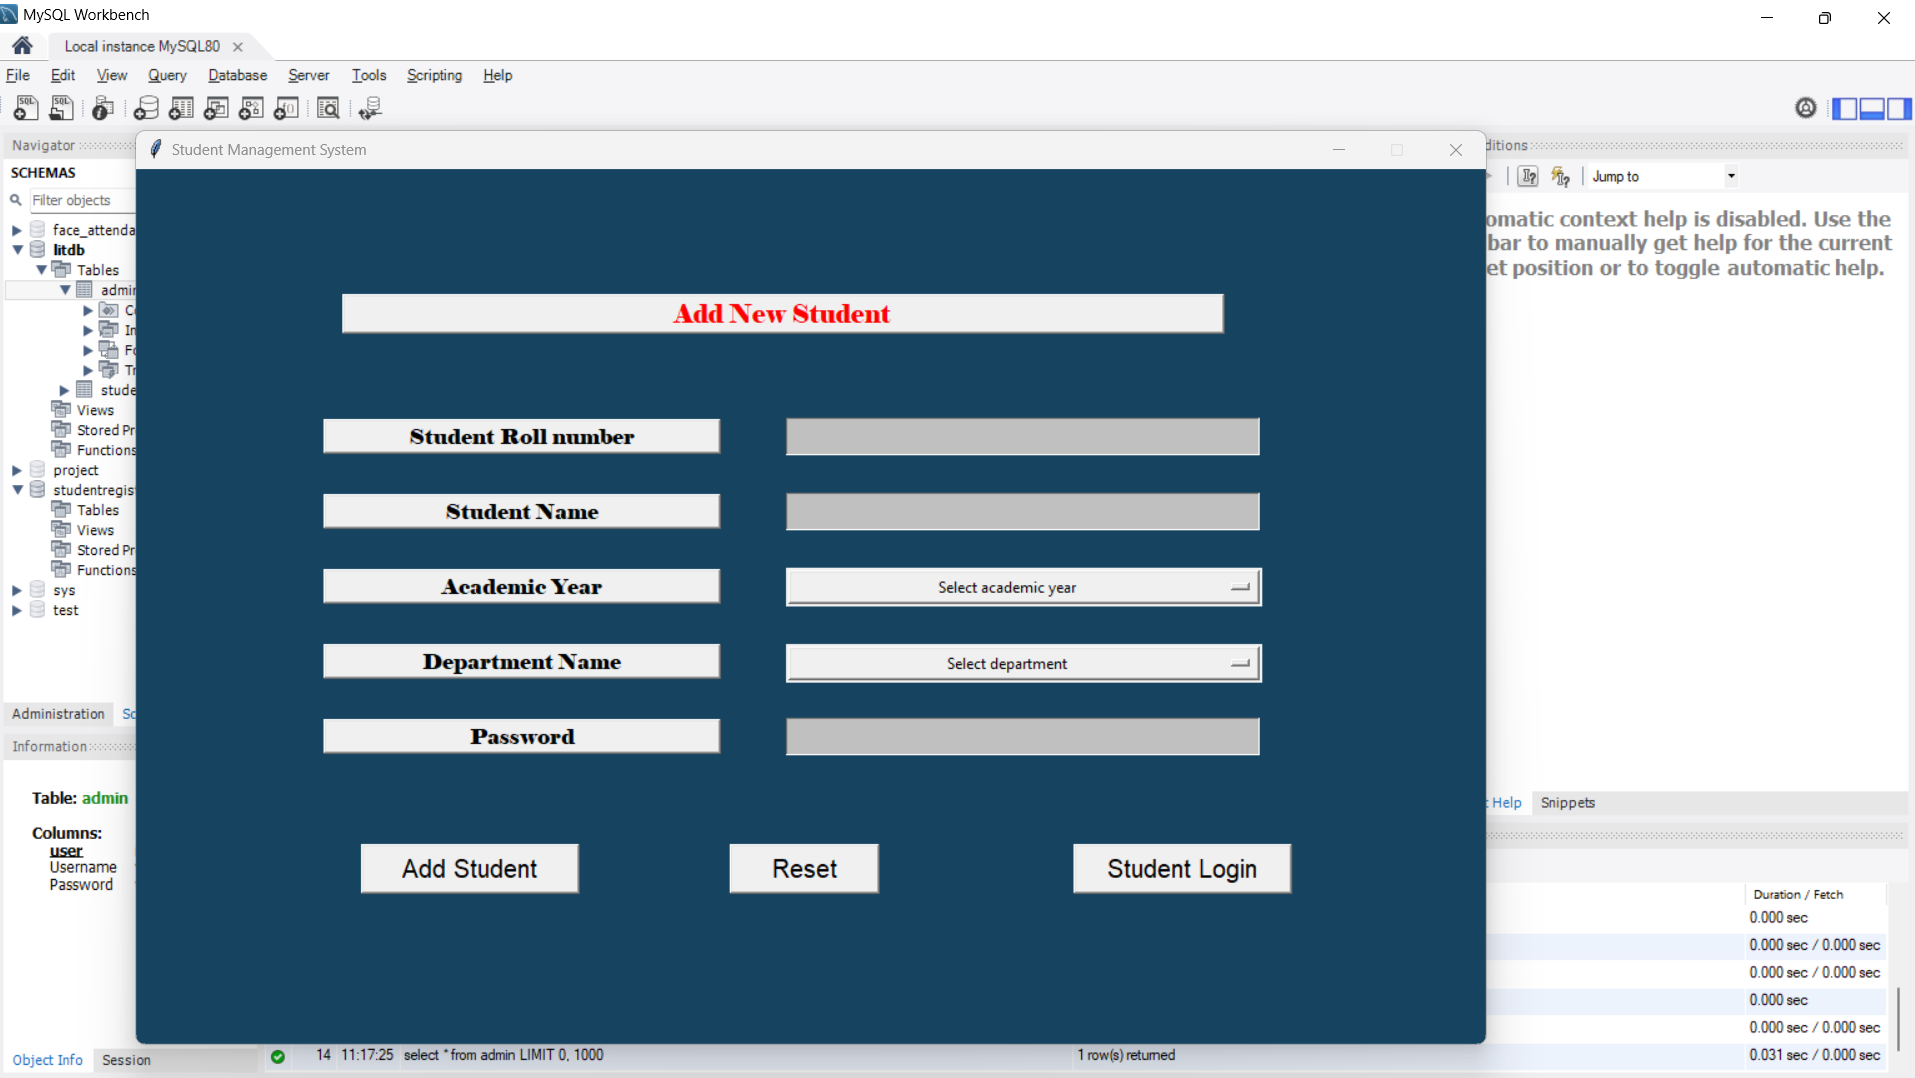 MySQL Workbench
Local instance MySQL80
File Edit View Query Database Server Tools Scripting Help
SQL SQL
Navigator
SCHEMAS
Filter objects
face_attenda
litdb
Tables
admin
C
In
Fo
Tr
stude
Views
Stored Pr
Functions
project
studentregis
Tables
Views
Stored Pr
Functions
sys
test
Administration Sc
Information
Table: admin
Columns:
user
Username
Password
Object Info Session
Student Management System
Add New Student
Student Roll number
Student Name
Academic Year Select academic year
Department Name Select department
Password
Add Student Reset Student Login
ditions
Jump to
omatic context help is disabled. Use the
bar to manually get help for the current
et position or to toggle automatic help.
t Help Snippets
Duration / Fetch
0.000 sec
0.000 sec / 0.000 sec
0.000 sec / 0.000 sec
0.000 sec
0.000 sec / 0.000 sec
14 11:17:25 select * from admin LIMIT 0, 1000 1 row(s) returned 0.031 sec / 0.000 sec